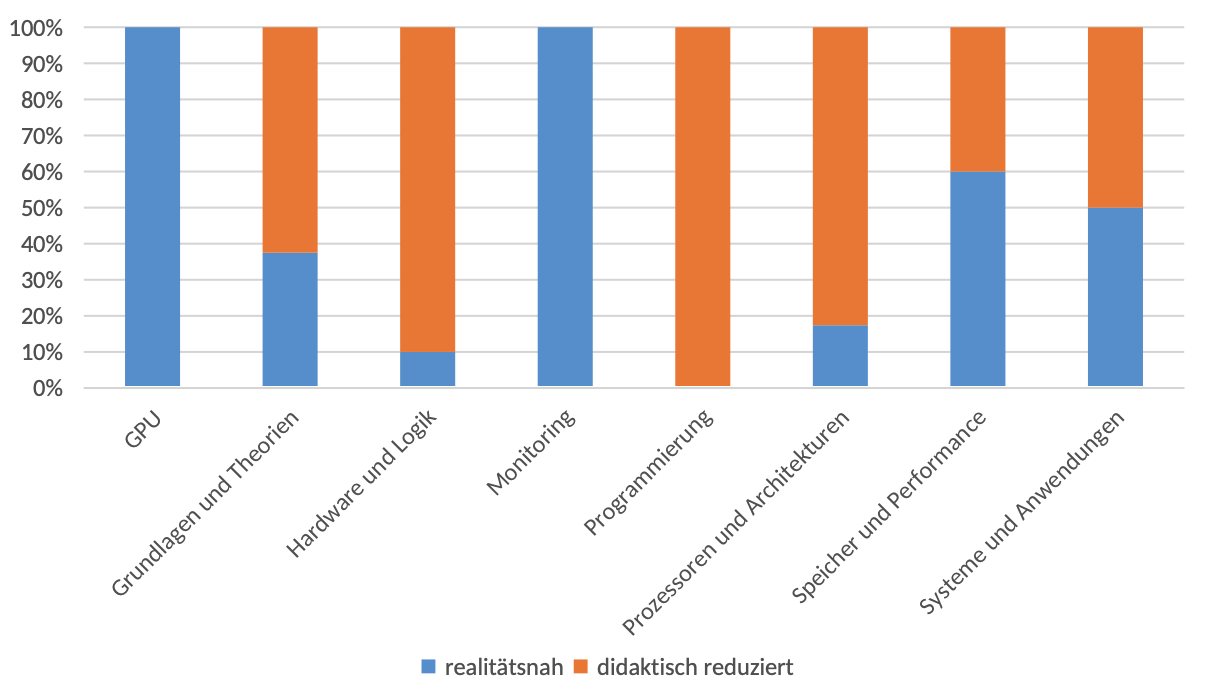 100%
90%
80%
70%
60%
50%
40%
30%
20%
10%
0%
GPU
Grundlagen und Theorien
Hardware und Logik
Monitoring
Programmierung
Prozessoren und Architekturen
Speicher und Performance
Systeme und Anwendungen
realitätsnah didaktisch reduziert